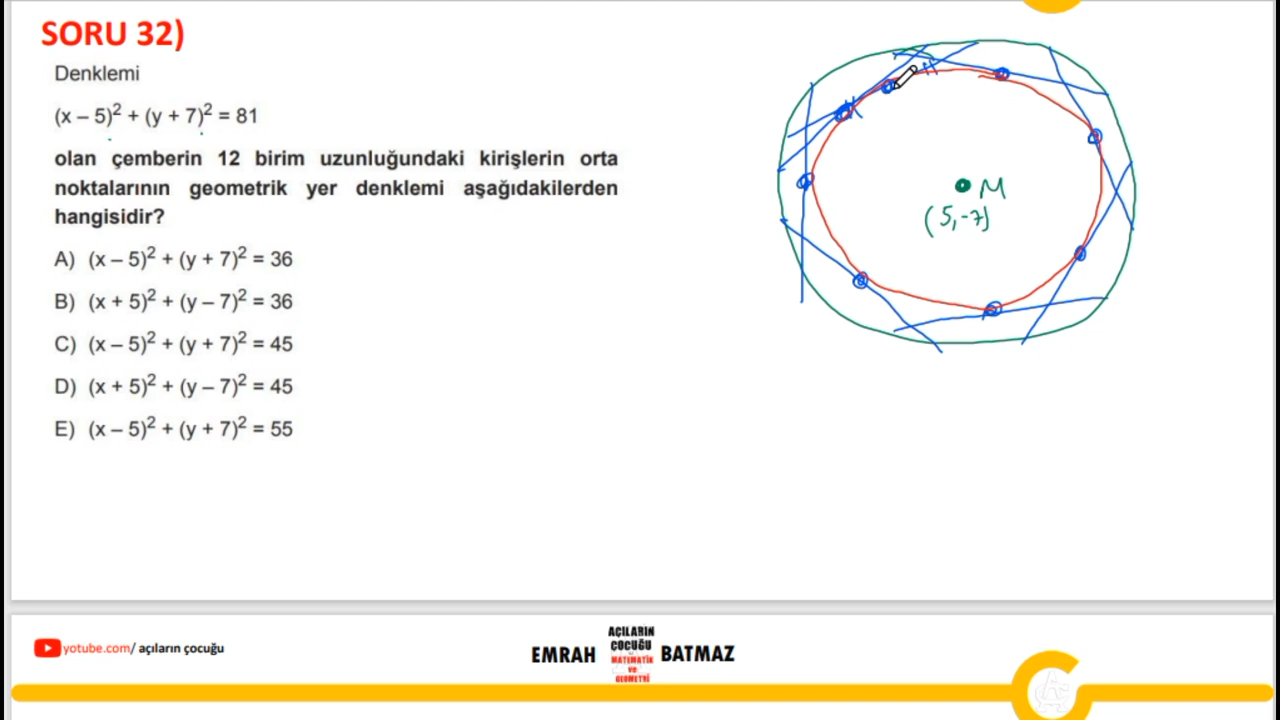 SORU 32)
Denklemi
(x – 5)² + (y + 7)² = 81
olan çemberin 12 birim uzunluğundaki kirişlerin orta
noktalarının geometrik yer denklemi aşağıdakilerden
hangisidir?
A) (x – 5)² + (y + 7)² = 36
B) (x + 5)² + (y – 7)² = 36
C) (x – 5)² + (y + 7)² = 45
D) (x + 5)² + (y – 7)² = 45
E) (x – 5)² + (y + 7)² = 55
M
(5,-7)
yotube.com/ açıların çocuğu
EMRAH
AÇILARIN
ÇOCUĞU
MATEMATİK
ve
GEOMETRİ
BATMAZ